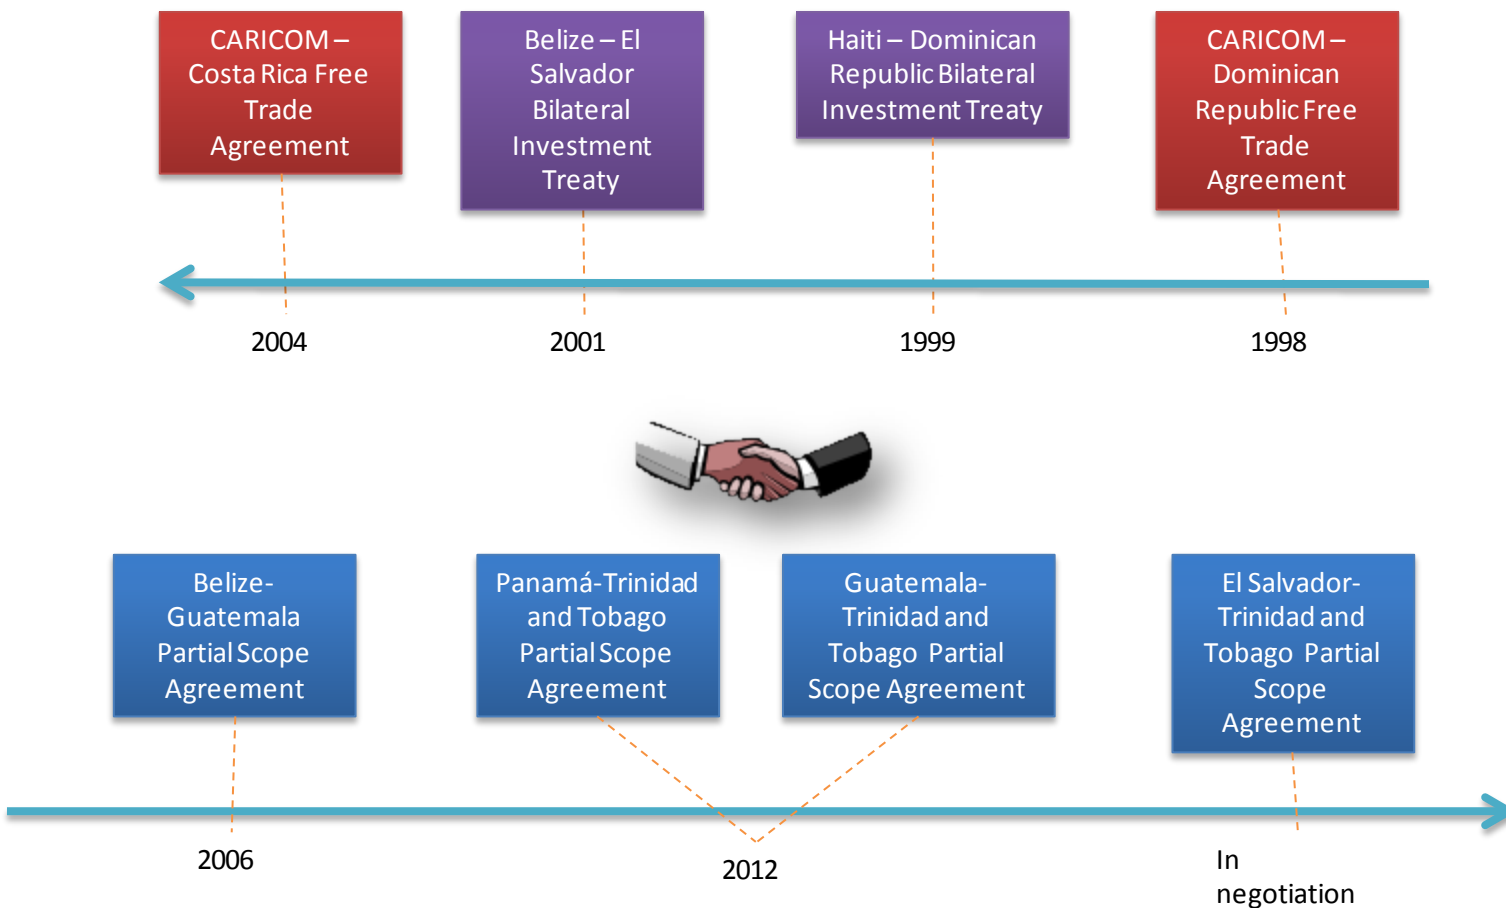 CARICOM –
Costa Rica Free
Trade
Agreement
Belize – El
Salvador
Bilateral
Investment
Treaty
Haiti – Dominican
Republic Bilateral
Investment Treaty
CARICOM –
Dominican
Republic Free
Trade
Agreement
2004
2001
1999
1998
Belize-
Guatemala
Partial Scope
Agreement
Panamá-Trinidad
and Tobago
Partial Scope
Agreement
Guatemala-
Trinidad and
Tobago Partial
Scope Agreement
El Salvador-
Trinidad and
Tobago Partial
Scope
Agreement
2006
2012
In
negotiation